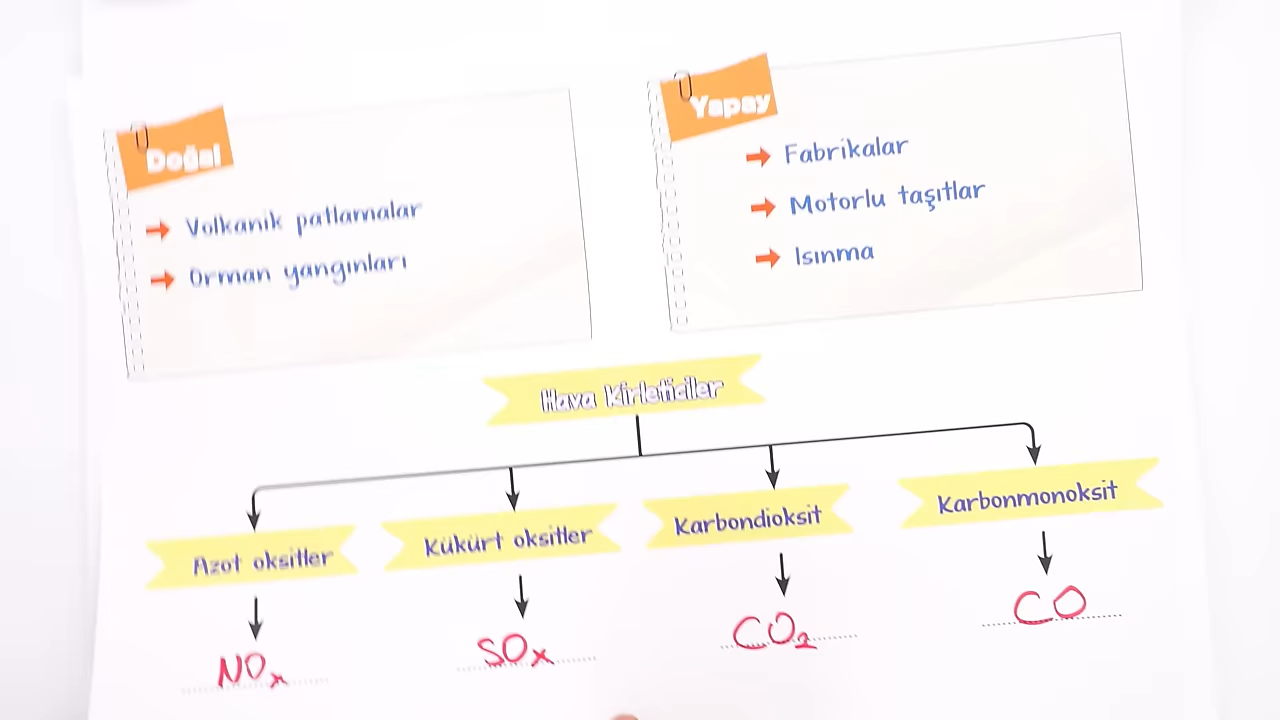 Doğal
Volkanik patlamalar
Orman yangınları
Yapay
Fabrikalar
Motorlu taşıtlar
Isınma
Hava Kirleticiler
Azot oksitler
Kükürt oksitler
Karbondioksit
Karbonmonoksit
NOx
SOx
CO2
CO